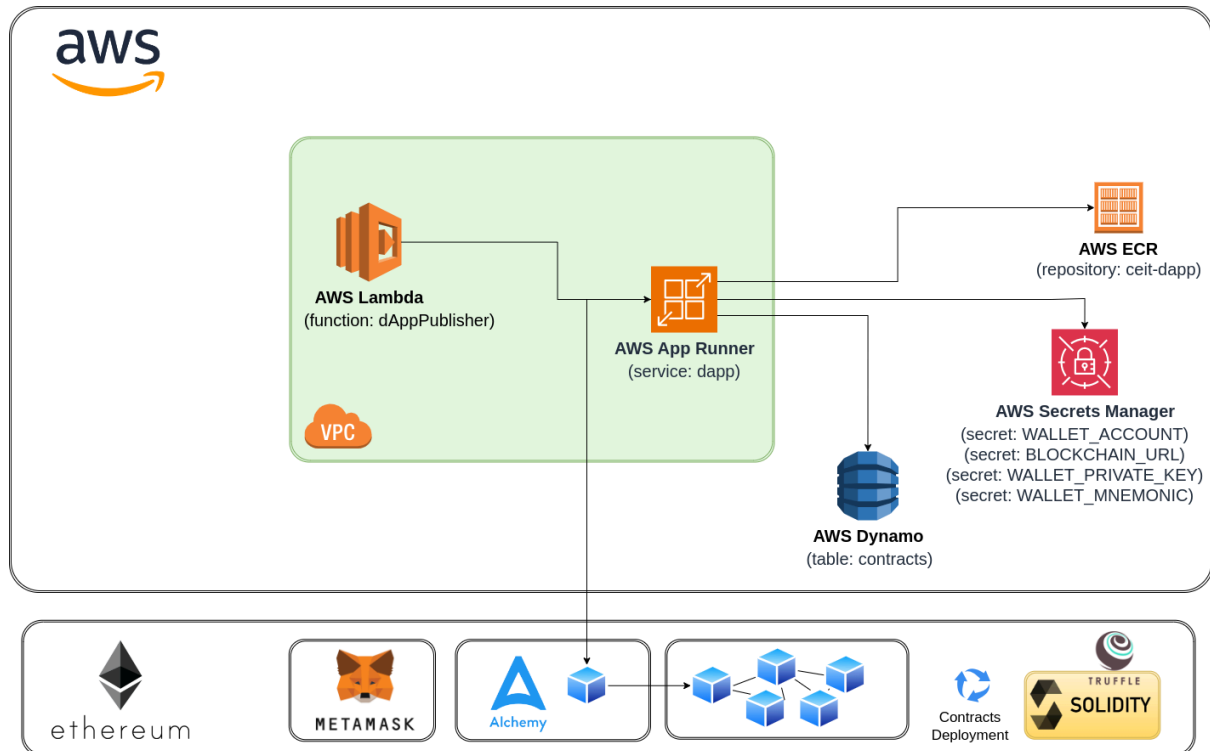 aws
AWS Lambda
(function: dAppPublisher)
AWS App Runner
(service: dapp)
VPC
AWS ECR
(repository: ceit-dapp)
AWS Secrets Manager
(secret: WALLET_ACCOUNT)
(secret: BLOCKCHAIN_URL)
(secret: WALLET_PRIVATE_KEY)
(secret: WALLET_MNEMONIC)
AWS Dynamo
(table: contracts)
ethereum
METAMASK
Alchemy
Contracts
Deployment
TRUFFLE
SOLIDITY